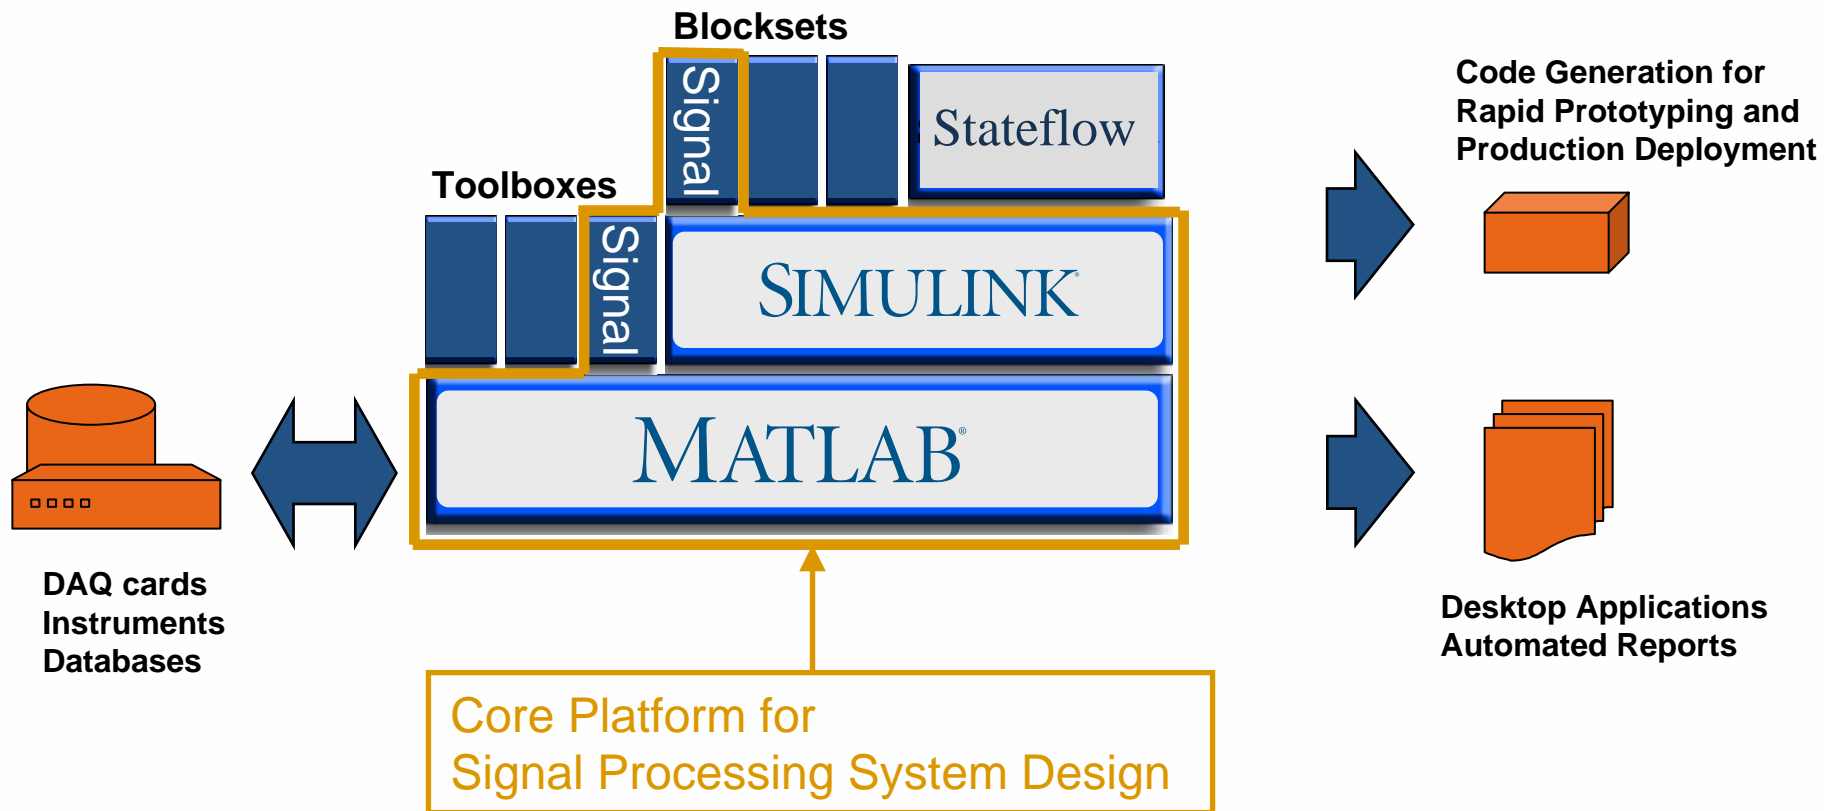 Blocksets
Signal
Stateflow
Toolboxes
Signal
SIMULINK
MATLAB®
Code Generation for
Rapid Prototyping and
Production Deployment
DAQ cards
Instruments
Databases
Desktop Applications
Automated Reports
Core Platform for
Signal Processing System Design